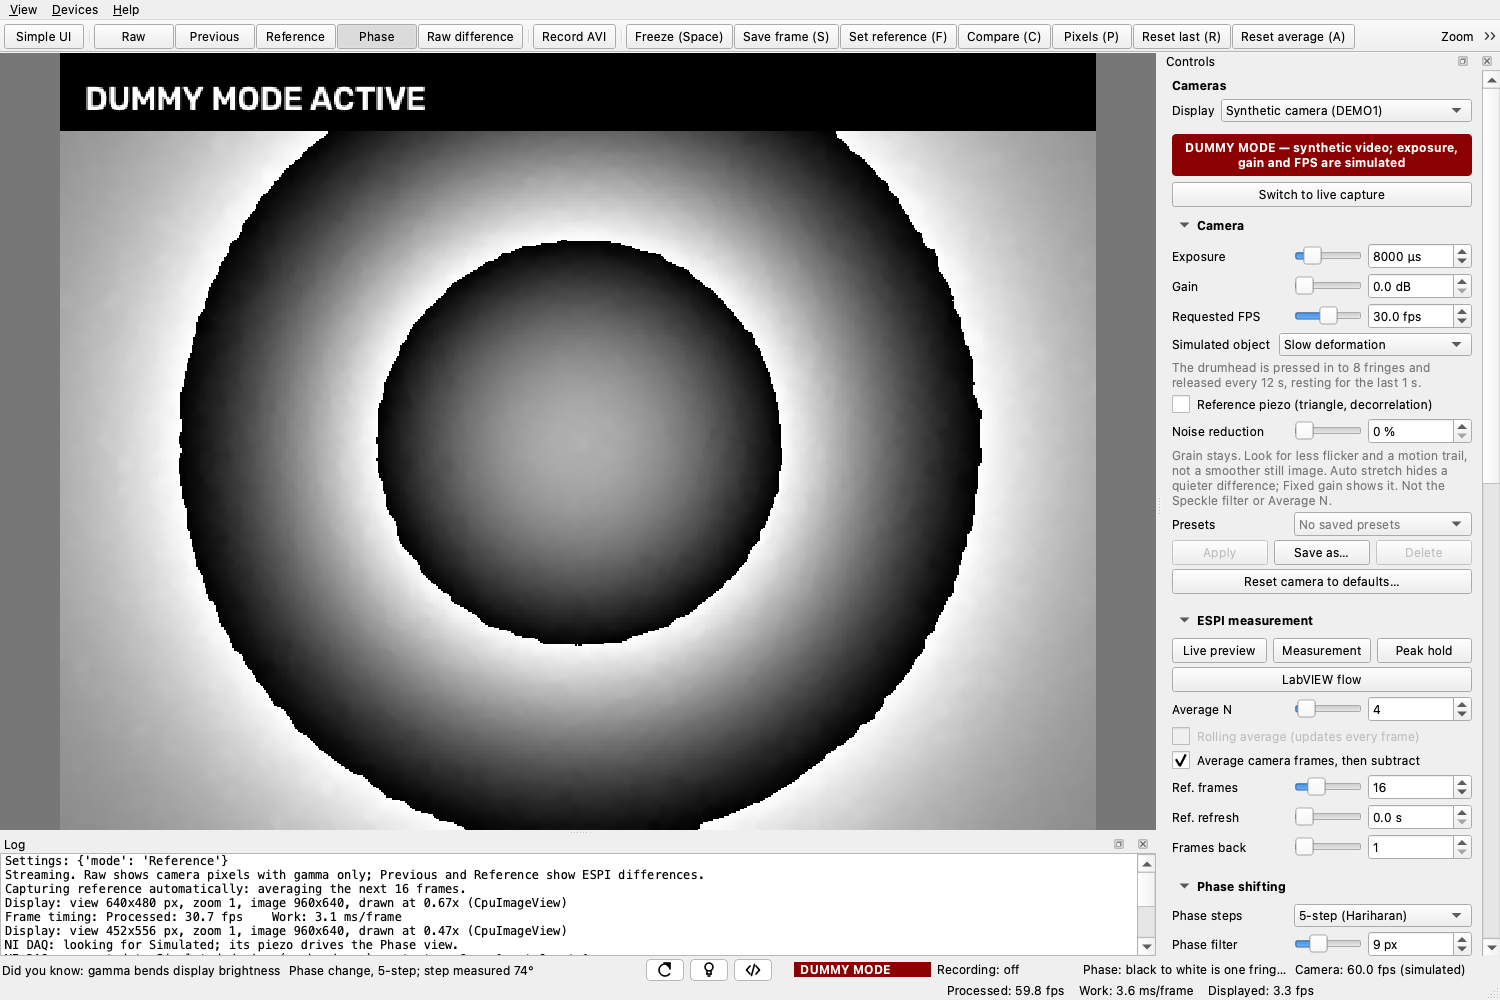 View Devices Help
Simple UI Raw Previous Reference Phase Raw difference Record AVI Freeze (Space) Save frame (S) Set reference (F) Compare (C) Pixels (P) Reset last (R) Reset average (A) Zoom
DUMMY MODE ACTIVE
Controls
Cameras
Display Synthetic camera (DEMO1)
DUMMY MODE — synthetic video; exposure,
gain and FPS are simulated
Switch to live capture
Camera
Exposure 8000 µs
Gain 0.0 dB
Requested FPS 30.0 fps
Simulated object Slow deformation
The drumhead is pressed in to 8 fringes and
released every 12 s, resting for the last 1 s.
Reference piezo (triangle, decorrelation)
Noise reduction 0 %
Grain stays. Look for less flicker and a motion trail,
not a smoother still image. Auto stretch hides a
quieter difference; Fixed gain shows it. Not the
Speckle filter or Average N.
Presets No saved presets
Apply Save as... Delete
Reset camera to defaults...
ESPI measurement
Live preview Measurement Peak hold
LabVIEW flow
Average N 4
Rolling average (updates every frame)
Average camera frames, then subtract
Ref. frames 16
Ref. refresh 0.0 s
Frames back 1
Phase shifting
Phase steps 5-step (Hariharan)
Phase filter 9 px
Log
Settings: {'mode': 'Reference'}
Streaming. Raw shows camera pixels with gamma only; Previous and Reference show ESPI differences.
Capturing reference automatically: averaging the next 16 frames.
Display: view 640x480 px, zoom 1, image 960x640, drawn at 0.67x (CpuImageView)
Frame timing: Processed: 30.7 fps Work: 3.1 ms/frame
Display: view 452x556 px, zoom 1, image 960x640, drawn at 0.47x (CpuImageView)
NI DAQ: looking for Simulated; its piezo drives the Phase view.
Did you know: gamma bends display brightness Phase change, 5-step; step measured 74° DUMMY MODE Recording: off Phase: black to white is one fring... Camera: 60.0 fps (simulated)
Processed: 59.8 fps Work: 3.6 ms/frame Displayed: 3.3 fps